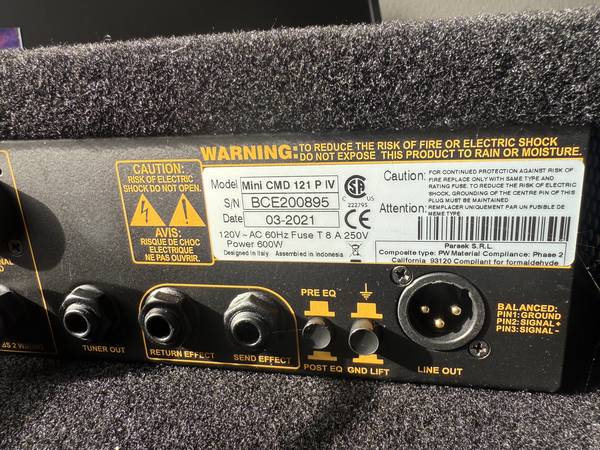 WARNING: TO REDUCE THE RISK OF FIRE OR ELECTRIC SHOCK
DO NOT EXPOSE THIS PRODUCT TO RAIN OR MOISTURE.
CAUTION:
RISK OF ELECTRIC
SHOCK DO NOT OPEN.
AVIS:
RISQUE DE CHOC
ELECTRIQUE
NE PAS OUVRIR.
Model Mini CMD 121 P IV
S/N BCE200895
Date 03-2021
120V~AC 60Hz Fuse T 8 A 250V
Power 600W
Designed in Italy Assembled in Indonesia
C US
222795
CE
Caution: FOR CONTINUED PROTECTION AGAINST RISK OF
FIRE REPLACE ONLY WITH SAME TYPE AND
RATING FUSE. TO REDUCE THE RISK OF ELECTRIC
SHOCK, GROUNDING OF THE CENTRE PIN OF THIS
PLUG MUST BE MAINTAINED
Attention: REMPLACER UNIQUEMENT PAR UN FUSIBLE DE
MEME TYPE
Parsek S.R.L.
Composite type: PW Material Compliance: Phase 2
California 93120 Compliant for formaldehyde
TUNER OUT
RETURN EFFECT
SEND EFFECT
PRE EQ
POST EQ
GND LIFT
LINE OUT
BALANCED:
PIN1:GROUND
PIN2:SIGNAL+
PIN3:SIGNAL-